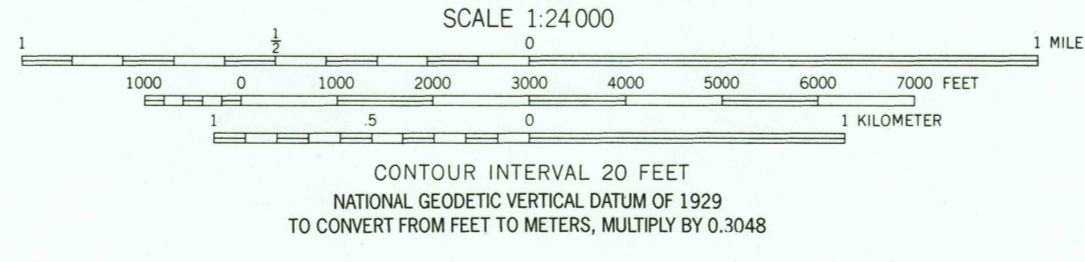 SCALE 1:24 000
1 1/2 0 1 MILE
1000 0 1000 2000 3000 4000 5000 6000 7000 FEET
1 .5 0 1 KILOMETER
CONTOUR INTERVAL 20 FEET
NATIONAL GEODETIC VERTICAL DATUM OF 1929
TO CONVERT FROM FEET TO METERS, MULTIPLY BY 0.3048